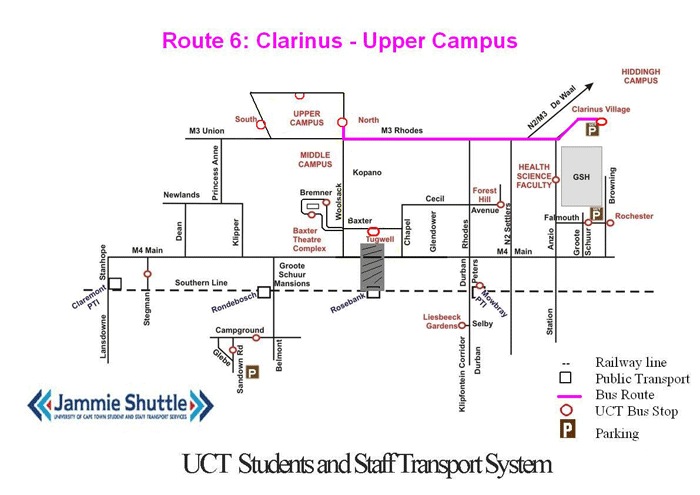 Route 6: Clarinus - Upper Campus
HIDDINGH
CAMPUS
N2/M3 De Waal
Clarinus Village
P
South
UPPER
CAMPUS
North
M3 Union
M3 Rhodes
Princess Anne
MIDDLE
CAMPUS
Kopano
Woolsack
HEALTH
SCIENCE
FACULTY
GSH
Browning
Newlands
Bremner
Cecil
Forest
Hill
Avenue
Dean
Klipper
Baxter
Baxter
Theatre
Complex
Tugwell
Chapel
Glendower
Rhodes
N2 Settlers
Anzio
Falmouth
P
Rochester
Groote
Schuur
M4 Main
M4 Main
Stanhope
Groote
Schuur
Mansions
Durban
Peters
Southern Line
Claremont
PTI
Stegman
Rondebosch
Rosebank
Mowbray
PTI
Station
Lansdowne
Liesbeeck
Gardens
Selby
Campground
Glebe
Sandown Rd
P
Belmont
Klipfontein Corridor
Durban
Railway line
Public Transport
Bus Route
UCT Bus Stop
P Parking
Jammie Shuttle
UNIVERSITY OF CAPE TOWN STUDENT AND STAFF TRANSPORT SERVICES
UCT Students and Staff Transport System